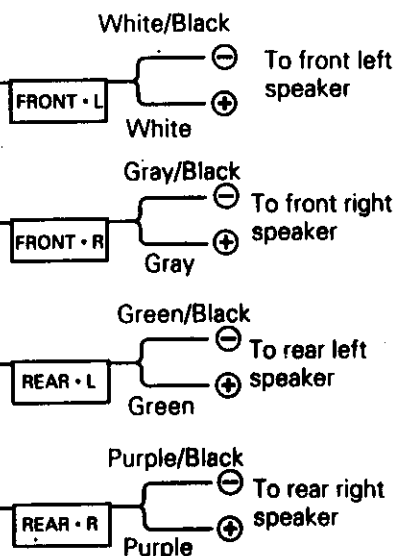 White/Black
⊖ To front left
FRONT • L
⊕ speaker
White
Gray/Black
⊖ To front right
FRONT • R
⊕ speaker
Gray
Green/Black
⊖ To rear left
REAR • L
⊕ speaker
Green
Purple/Black
⊖ To rear right
REAR • R
⊕ speaker
Purple